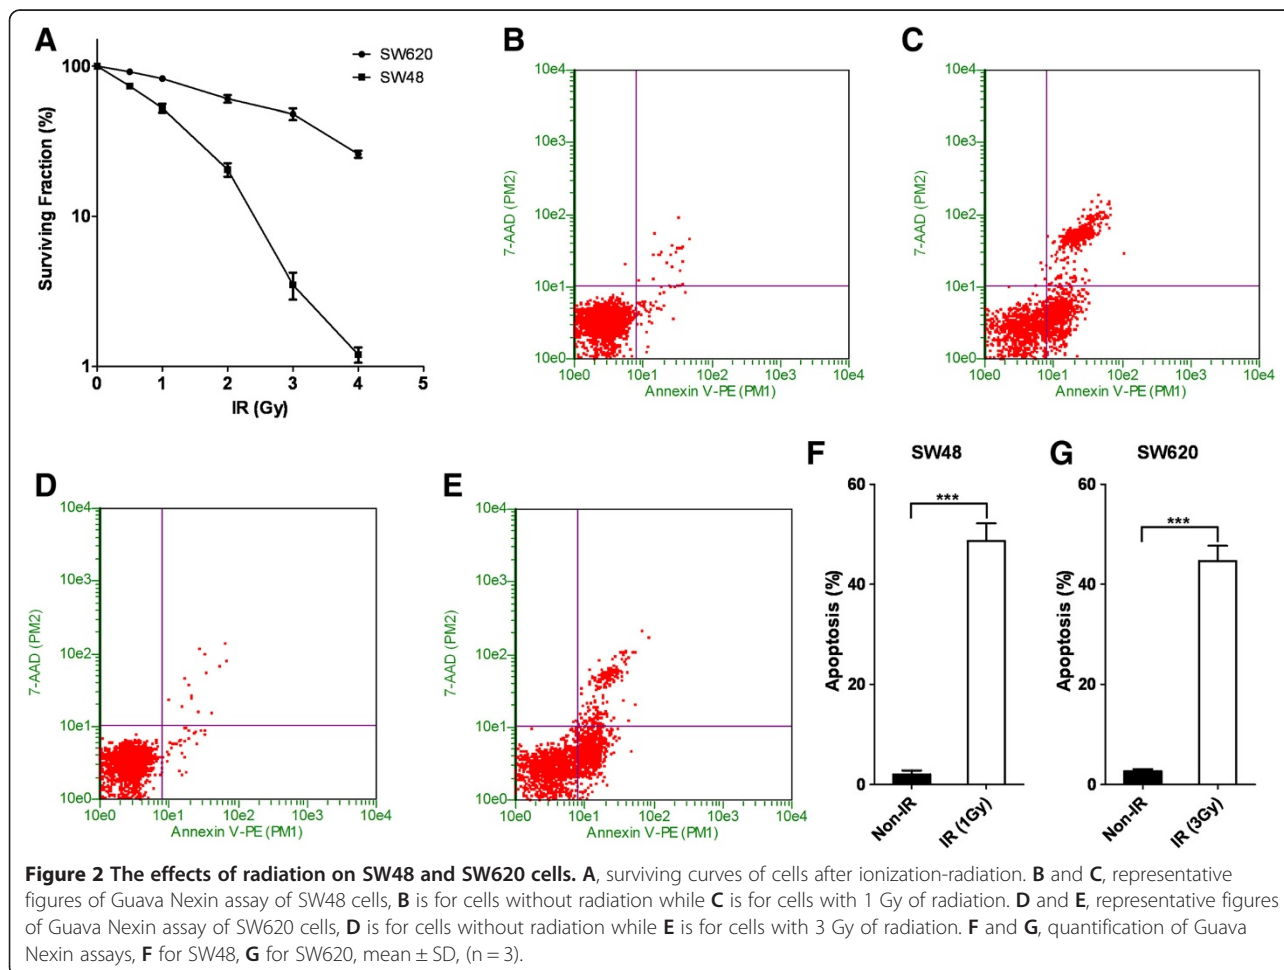 A
SW620
SW48
Surviving Fraction (%)
100
10
1
0 1 2 3 4 5
IR (Gy)
B
7-AAD (PM2)
10e4
10e3
10e2
10e1
10e0
10e0 10e1 10e2 10e3 10e4
Annexin V-PE (PM1)
C
7-AAD (PM2)
10e4
10e3
10e2
10e1
10e0
10e0 10e1 10e2 10e3 10e4
Annexin V-PE (PM1)
D
7-AAD (PM2)
10e4
10e3
10e2
10e1
10e0
10e0 10e1 10e2 10e3 10e4
Annexin V-PE (PM1)
E
7-AAD (PM2)
10e4
10e3
10e2
10e1
10e0
10e0 10e1 10e2 10e3 10e4
Annexin V-PE (PM1)
F
SW48
Apoptosis (%)
60
40
20
0
***
Non-IR
IR (1Gy)
G
SW620
Apoptosis (%)
60
40
20
0
***
Non-IR
IR (3Gy)
Figure 2 The effects of radiation on SW48 and SW620 cells. A, surviving curves of cells after ionization-radiation. B and C, representative
figures of Guava Nexin assay of SW48 cells, B is for cells without radiation while C is for cells with 1 Gy of radiation. D and E, representative figures
of Guava Nexin assay of SW620 cells, D is for cells without radiation while E is for cells with 3 Gy of radiation. F and G, quantification of Guava
Nexin assays, F for SW48, G for SW620, mean ± SD, (n = 3).